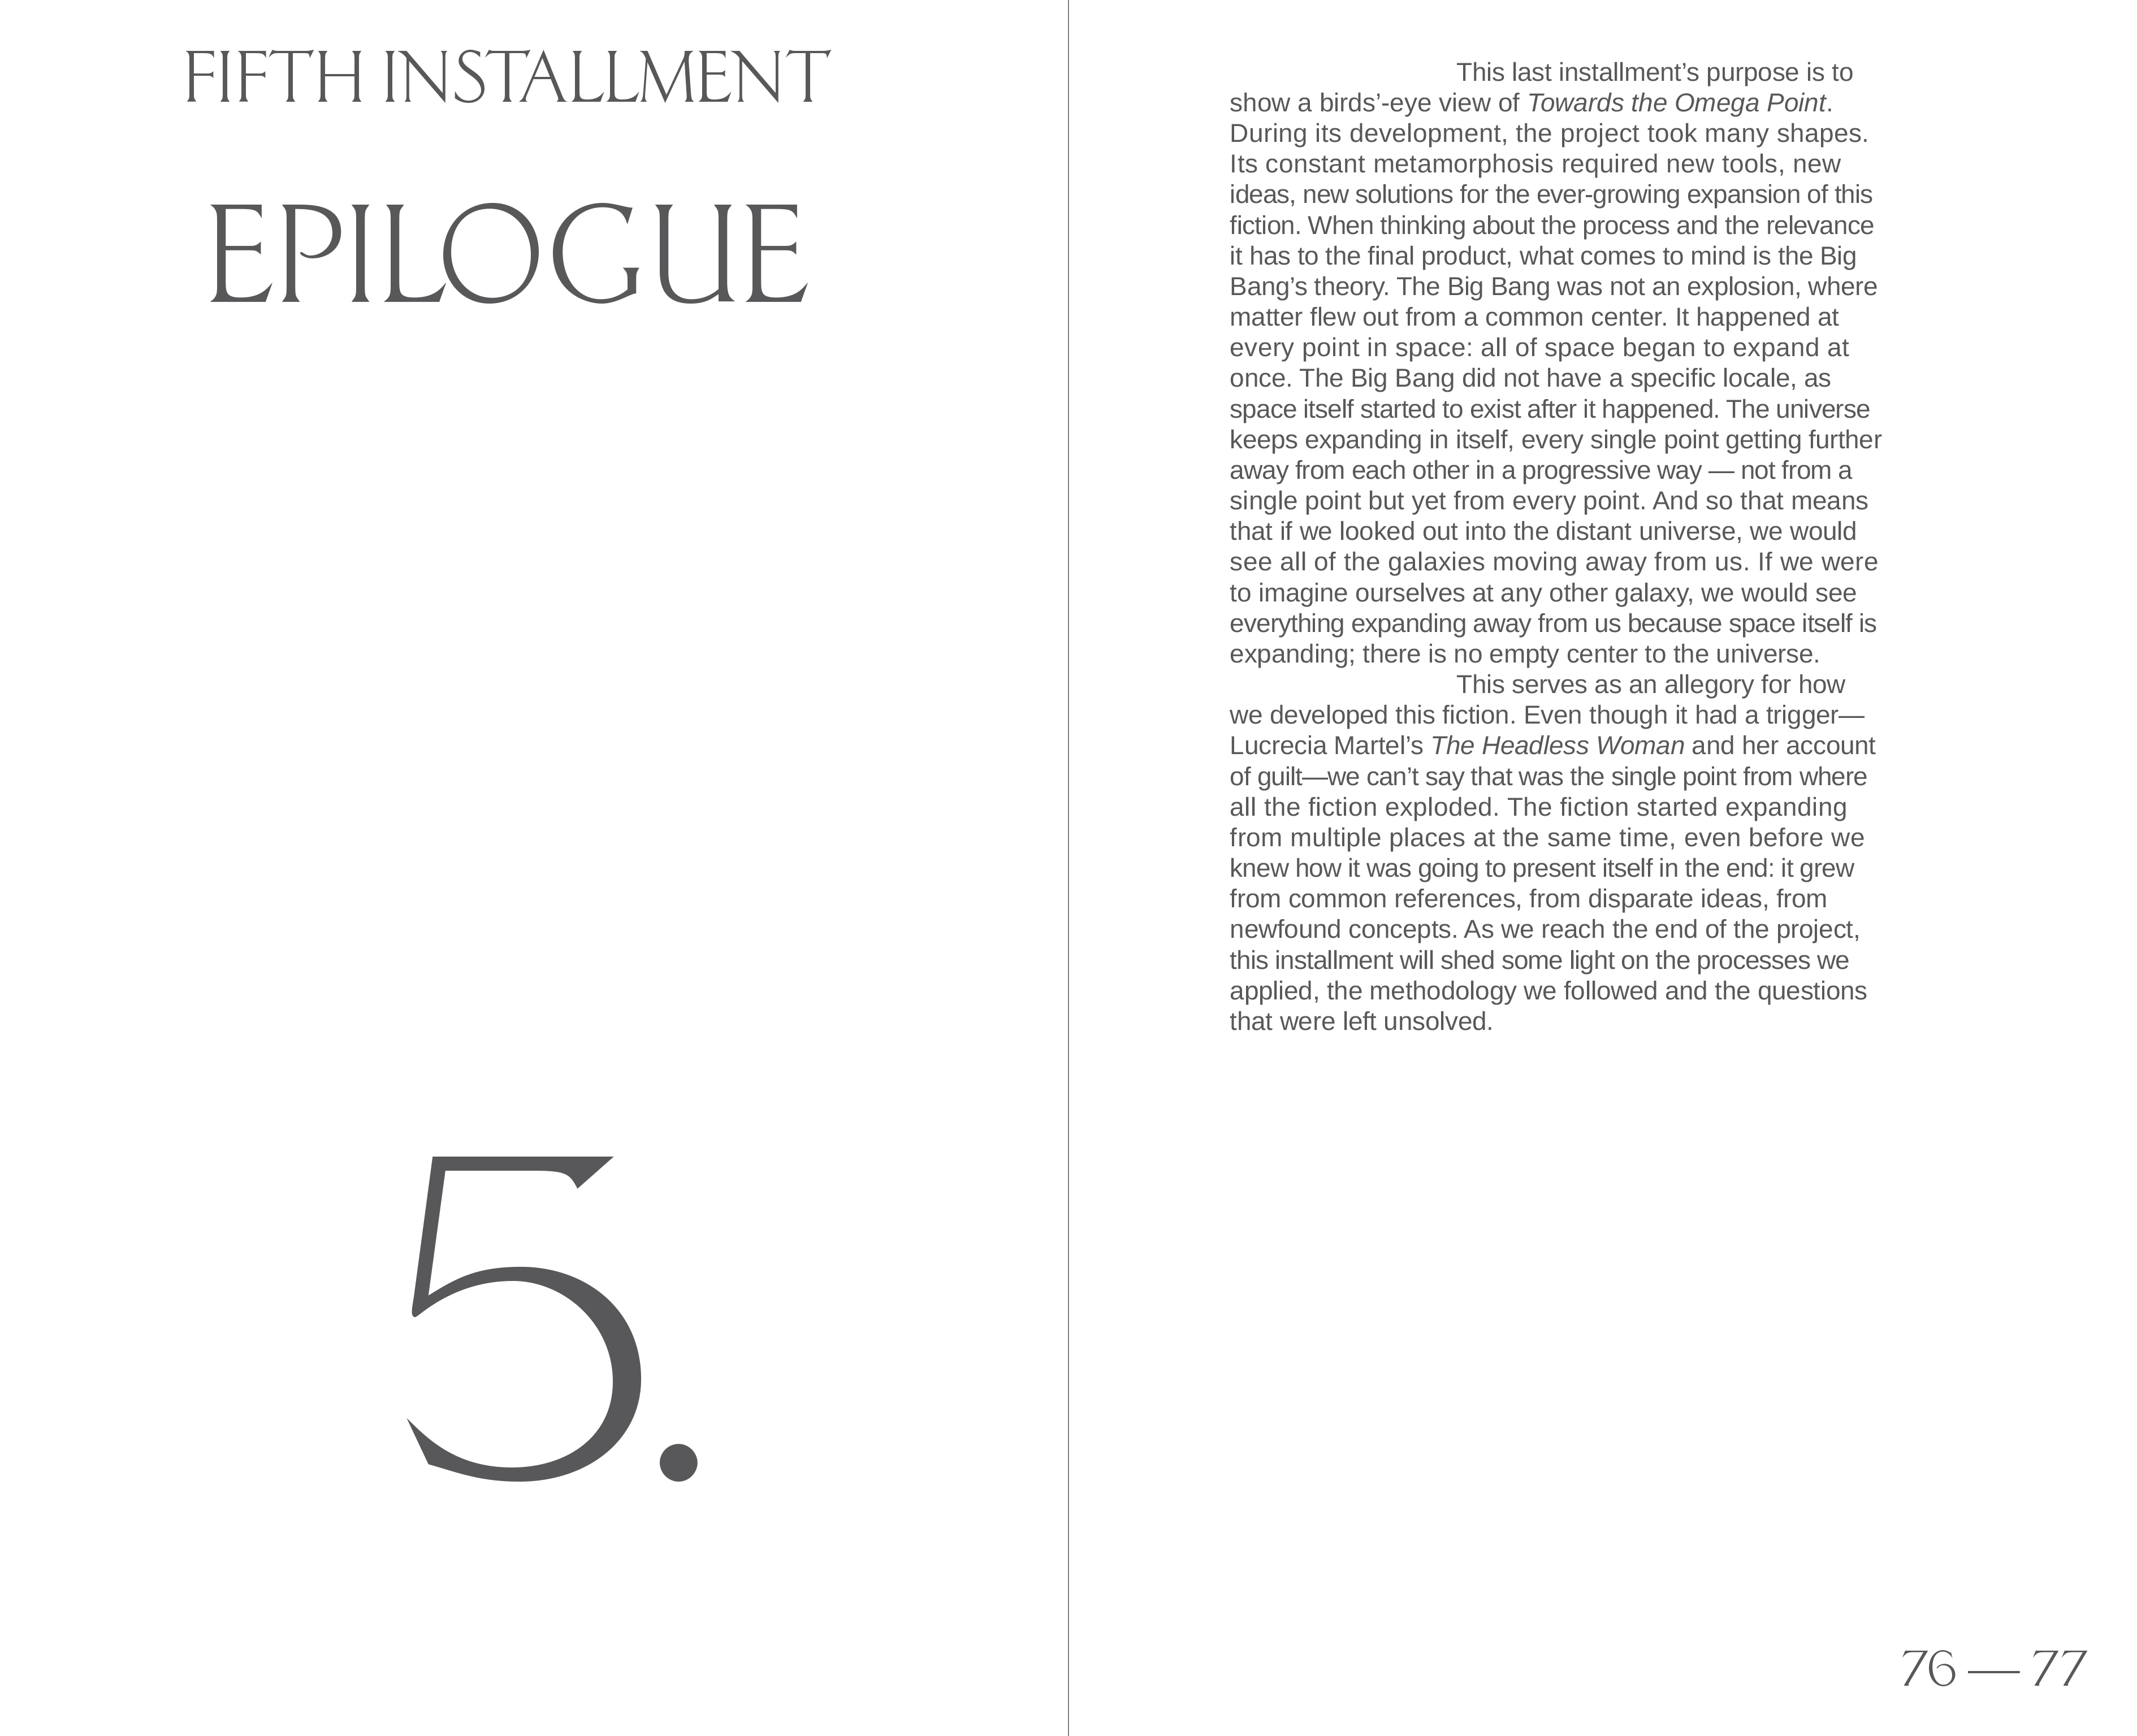 FIFTH INSTALLMENT
EPILOGUE
5.
This last installment’s purpose is to
show a birds’-eye view of Towards the Omega Point.
During its development, the project took many shapes.
Its constant metamorphosis required new tools, new
ideas, new solutions for the ever-growing expansion of this
fiction. When thinking about the process and the relevance
it has to the final product, what comes to mind is the Big
Bang’s theory. The Big Bang was not an explosion, where
matter flew out from a common center. It happened at
every point in space: all of space began to expand at
once. The Big Bang did not have a specific locale, as
space itself started to exist after it happened. The universe
keeps expanding in itself, every single point getting further
away from each other in a progressive way — not from a
single point but yet from every point. And so that means
that if we looked out into the distant universe, we would
see all of the galaxies moving away from us. If we were
to imagine ourselves at any other galaxy, we would see
everything expanding away from us because space itself is
expanding; there is no empty center to the universe.
This serves as an allegory for how
we developed this fiction. Even though it had a trigger—
Lucrecia Martel’s The Headless Woman and her account
of guilt—we can’t say that was the single point from where
all the fiction exploded. The fiction started expanding
from multiple places at the same time, even before we
knew how it was going to present itself in the end: it grew
from common references, from disparate ideas, from
newfound concepts. As we reach the end of the project,
this installment will shed some light on the processes we
applied, the methodology we followed and the questions
that were left unsolved.
76 — 77